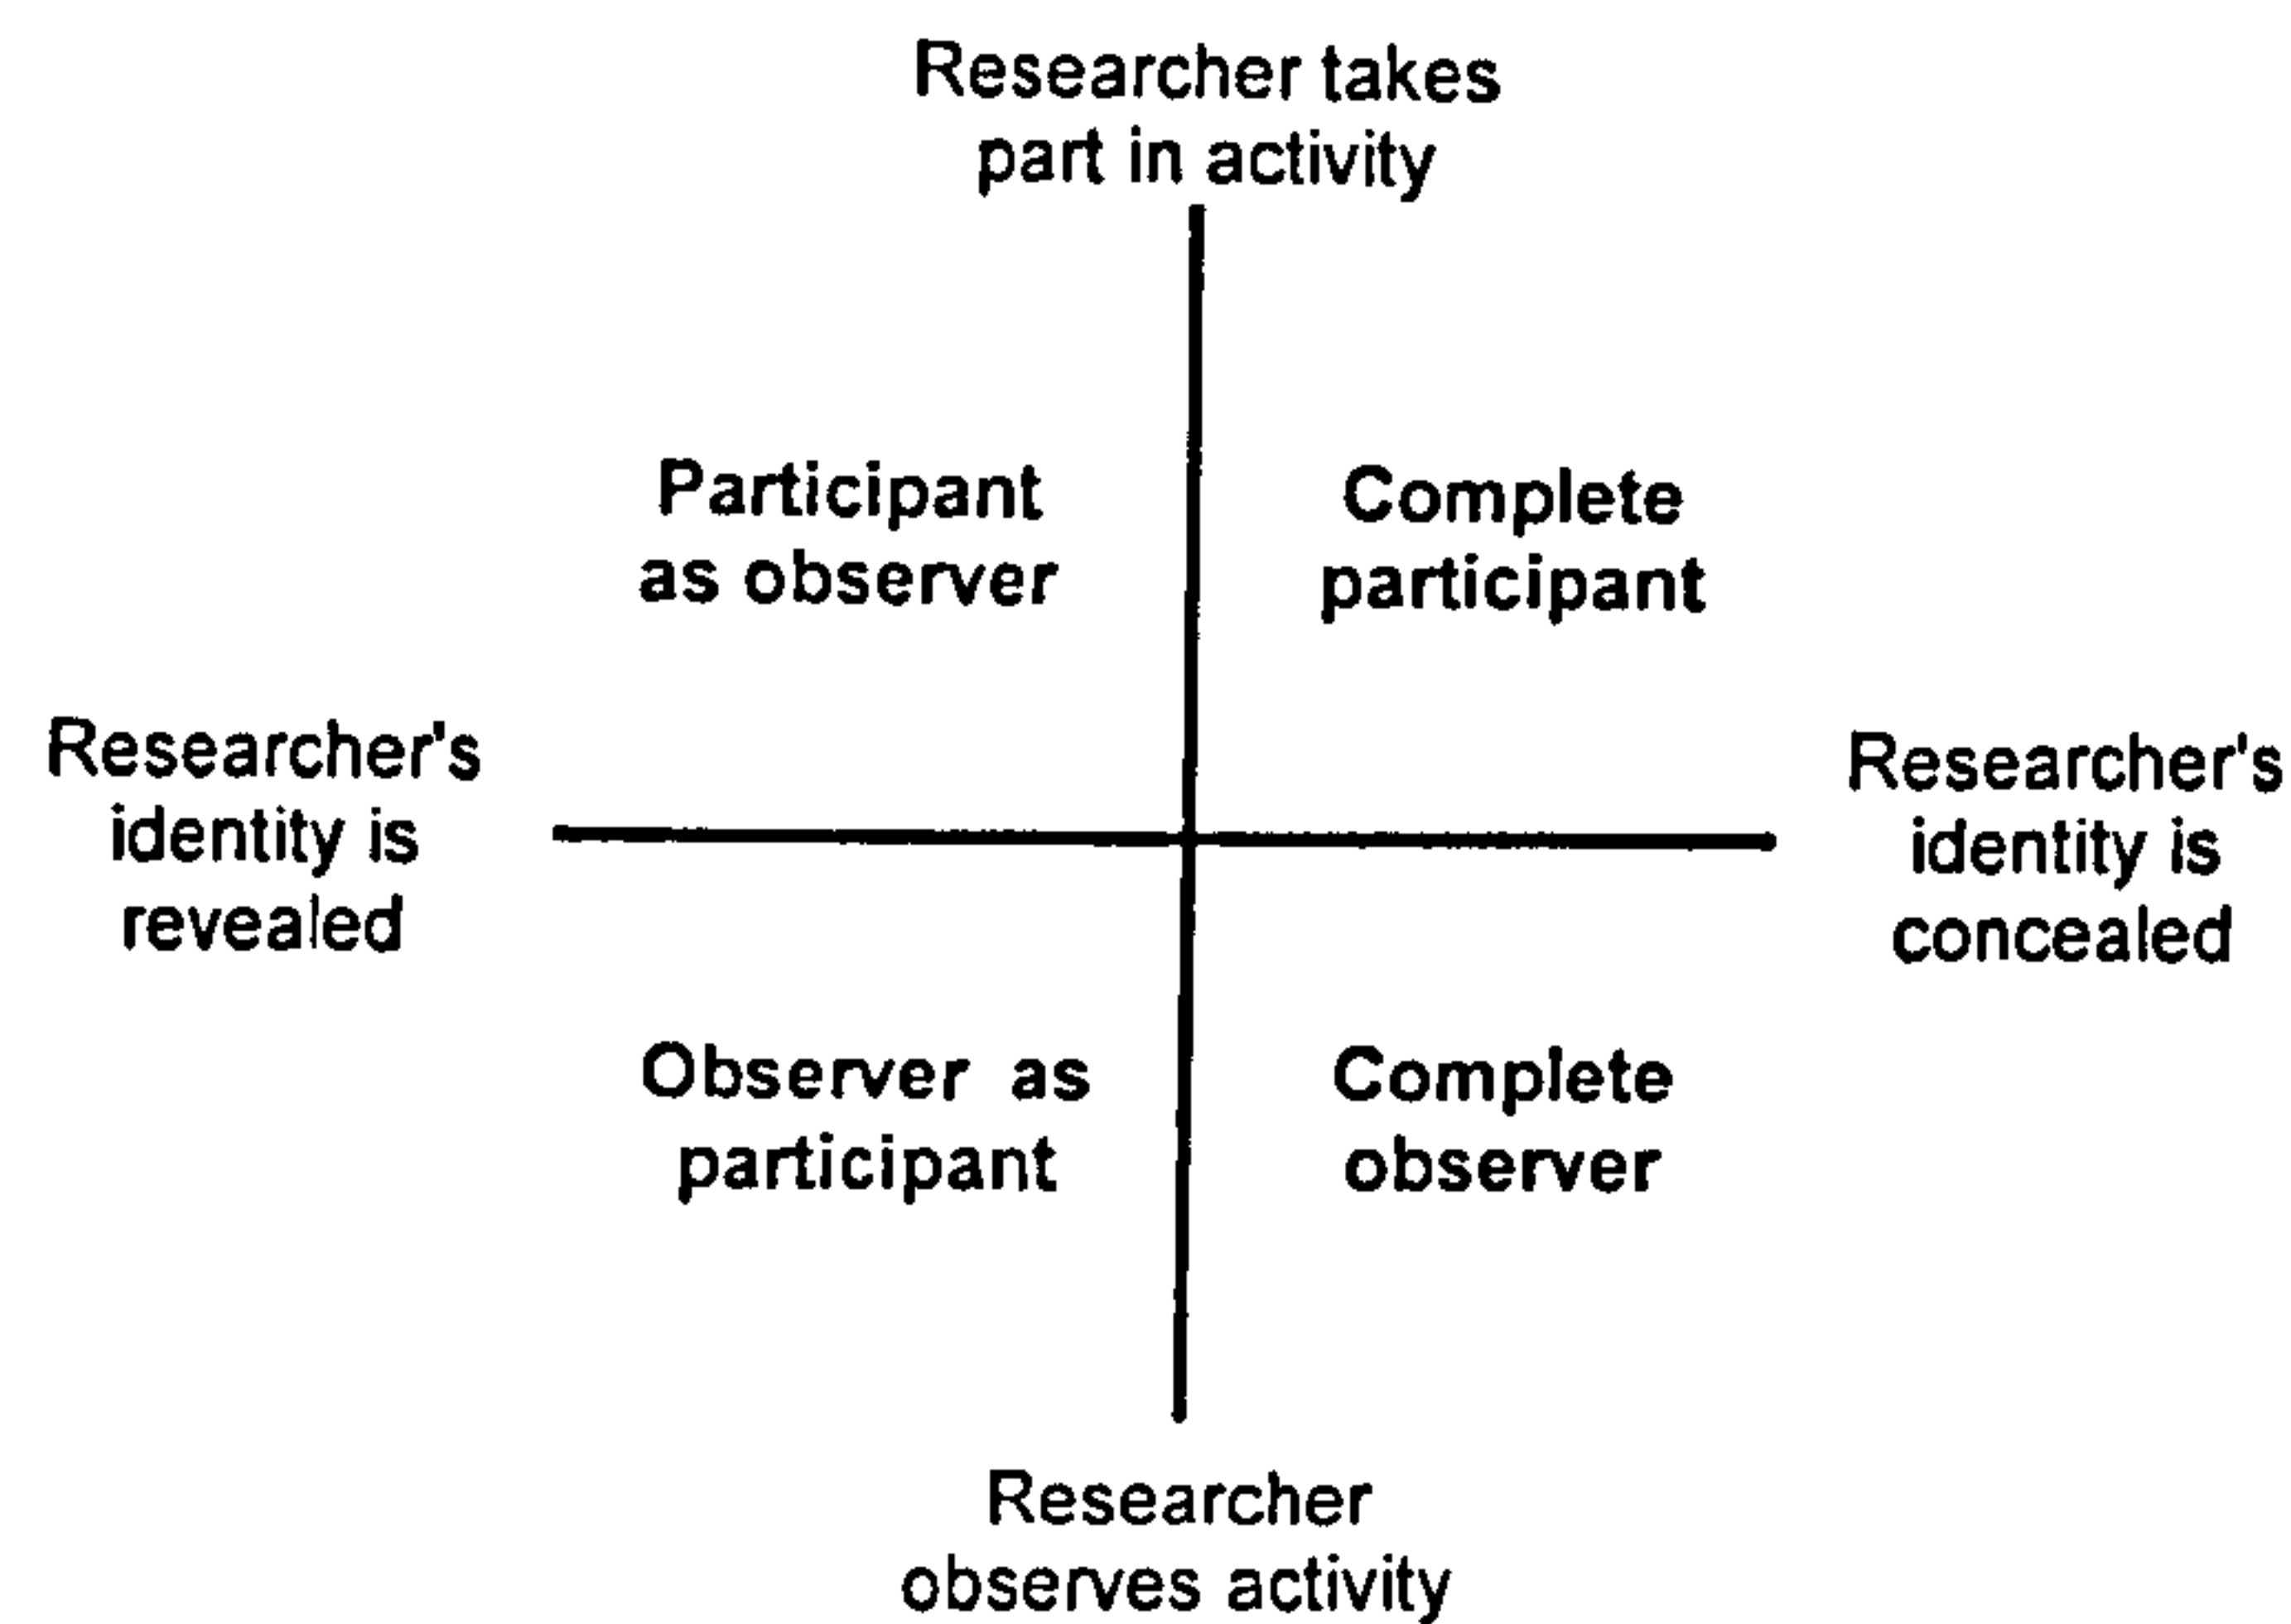 Researcher takes
part in activity
Participant
as observer
Complete
participant
Researcher's
identity is
revealed
Researcher's
identity is
concealed
Observer as
participant
Complete
observer
Researcher
observes activity